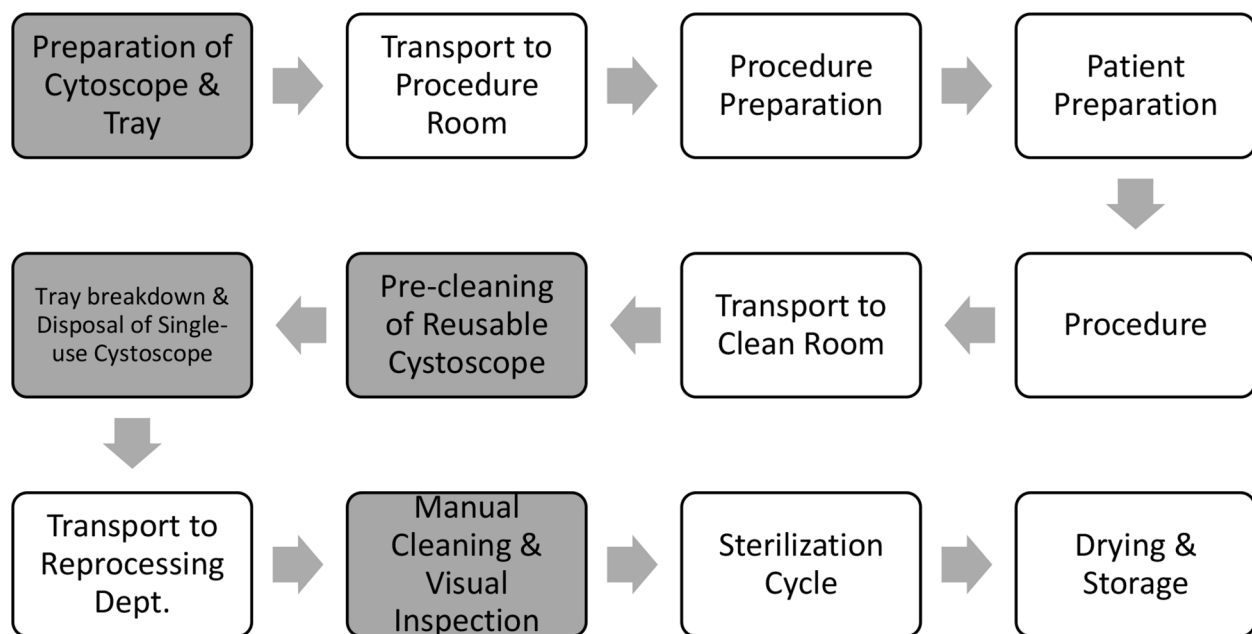 Preparation of
Cytoscope &
Tray
Transport to
Procedure
Room
Procedure
Preparation
Patient
Preparation
Procedure
Transport to
Clean Room
Pre-cleaning
of Reusable
Cystoscope
Tray breakdown &
Disposal of Single-
use Cystoscope
Transport to
Reprocessing
Dept.
Manual
Cleaning &
Visual
Inspection
Sterilization
Cycle
Drying &
Storage